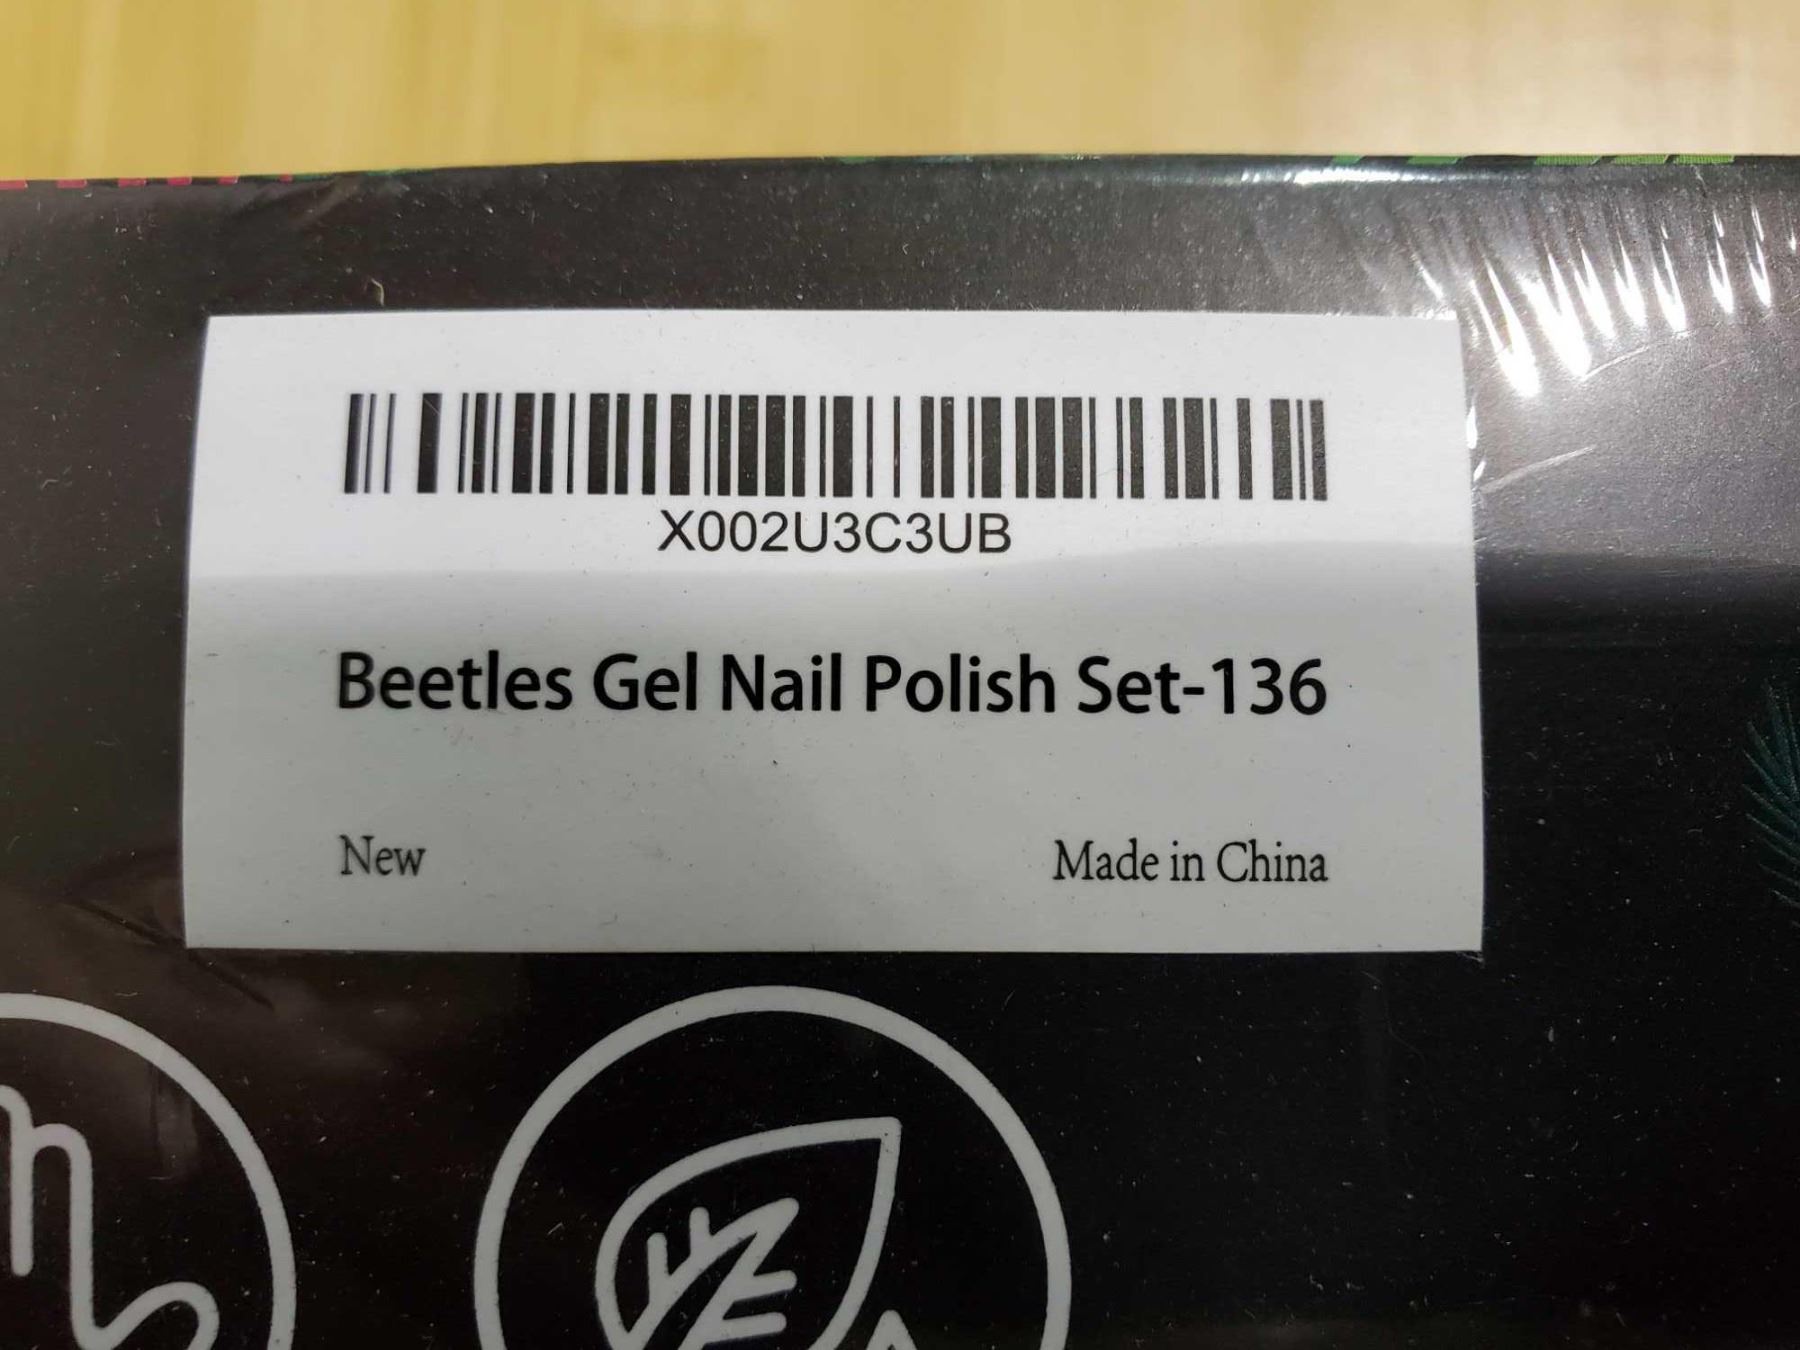 X002U3C3UB
Beetles Gel Nail Polish Set-136
New
Made in China